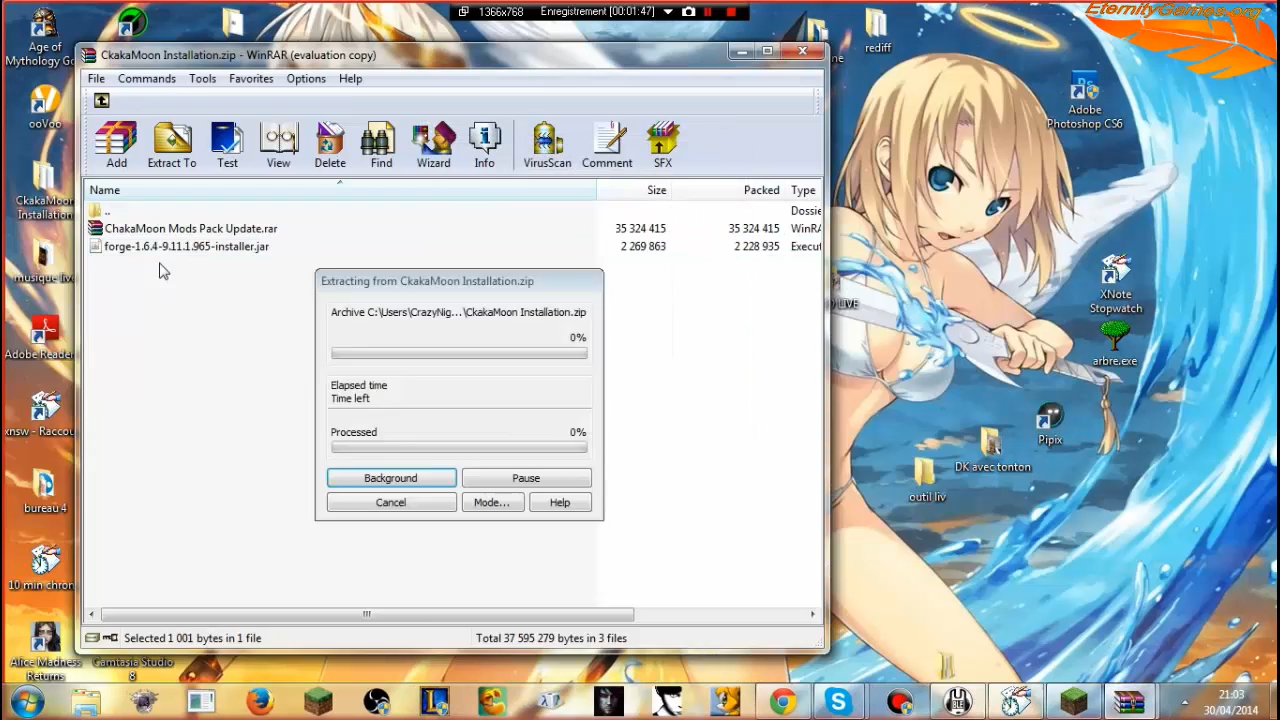 1366x768 Enregistrement [00:01:47]
EternityGames.org
Age of
Mythology Go
rediff
CkakaMoon Installation.zip - WinRAR (evaluation copy)
File Commands Tools Favorites Options Help
Adobe
Photoshop CS6
ooVoo
Add Extract To Test View Delete Find Wizard Info VirusScan Comment SFX
Name Size Packed Type
CkakaMoon
Installation
..
Dossie
ChakaMoon Mods Pack Update.rar 35 324 415 35 324 415 WinRA
forge-1.6.4-9.11.1.965-installer.jar 2 269 863 2 228 935 Execut
musique liv
Extracting from CkakaMoon Installation.zip
Archive C:\Users\CrazyNig...\CkakaMoon Installation.zip
0%
Elapsed time
Time left
Processed 0%
Background Pause
Cancel Mode... Help
LIVE
XNote
Stopwatch
arbre.exe
Adobe Reader
xnsw - Raccou
Pipix
DK avec tonton
outil liv
bureau 4
10 min chron
Selected 1 001 bytes in 1 file
Total 37 595 279 bytes in 3 files
Alice Madness
Returns
Camtasia Studio
8
21:03
30/04/2014